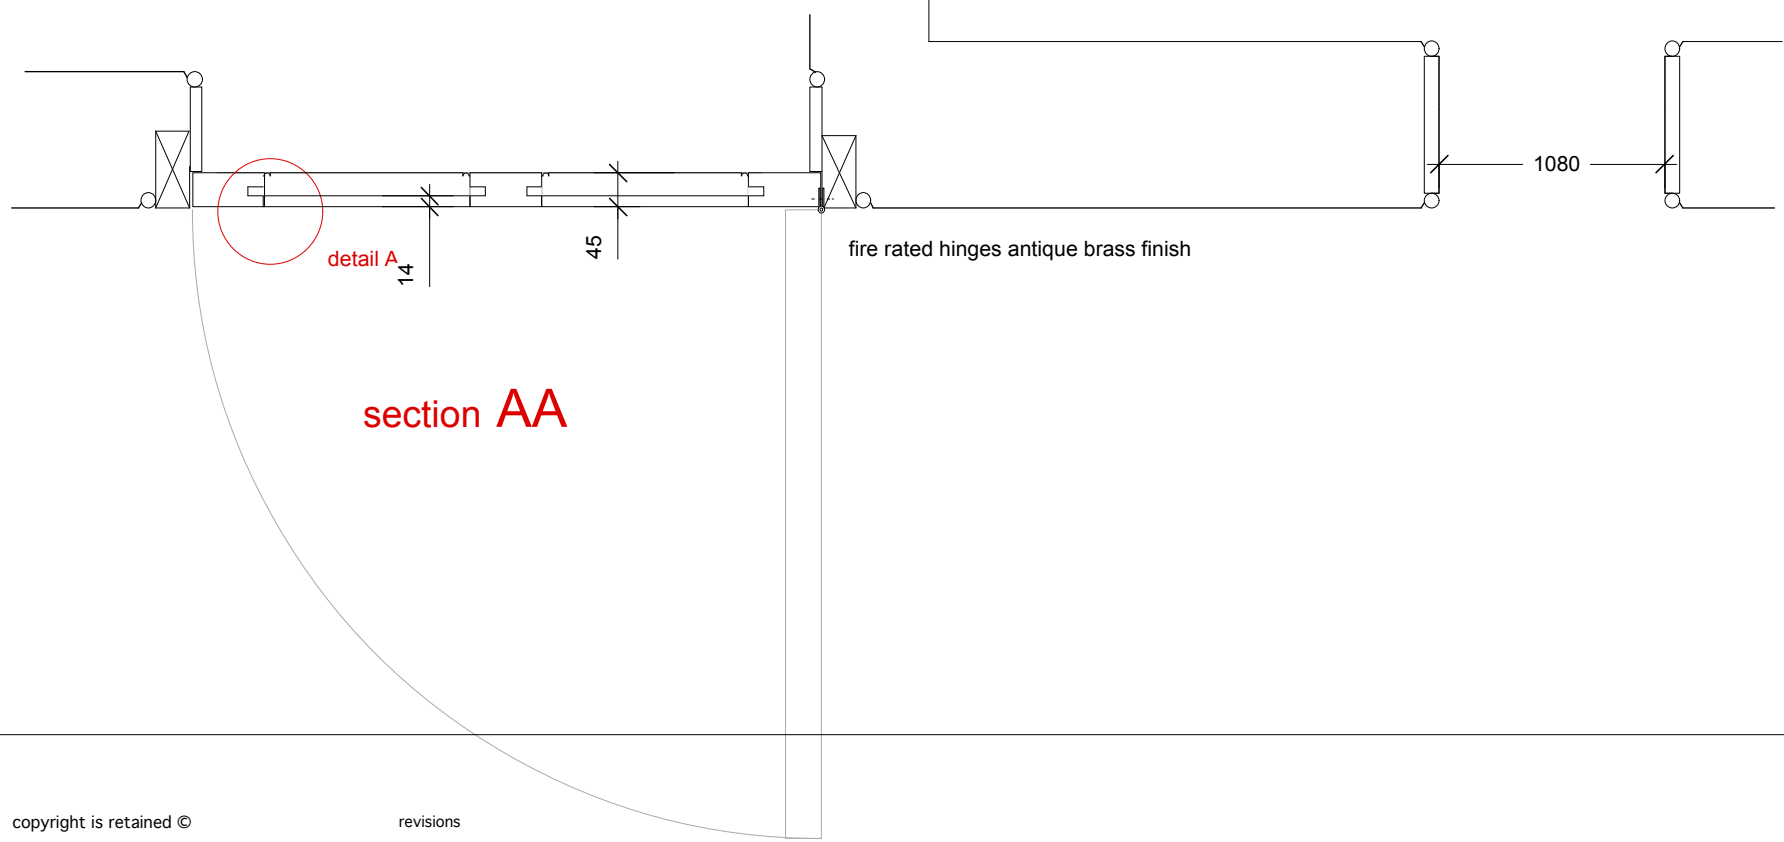 1080
fire rated hinges antique brass finish
detail A
14
45
section AA
copyright is retained ©
revisions